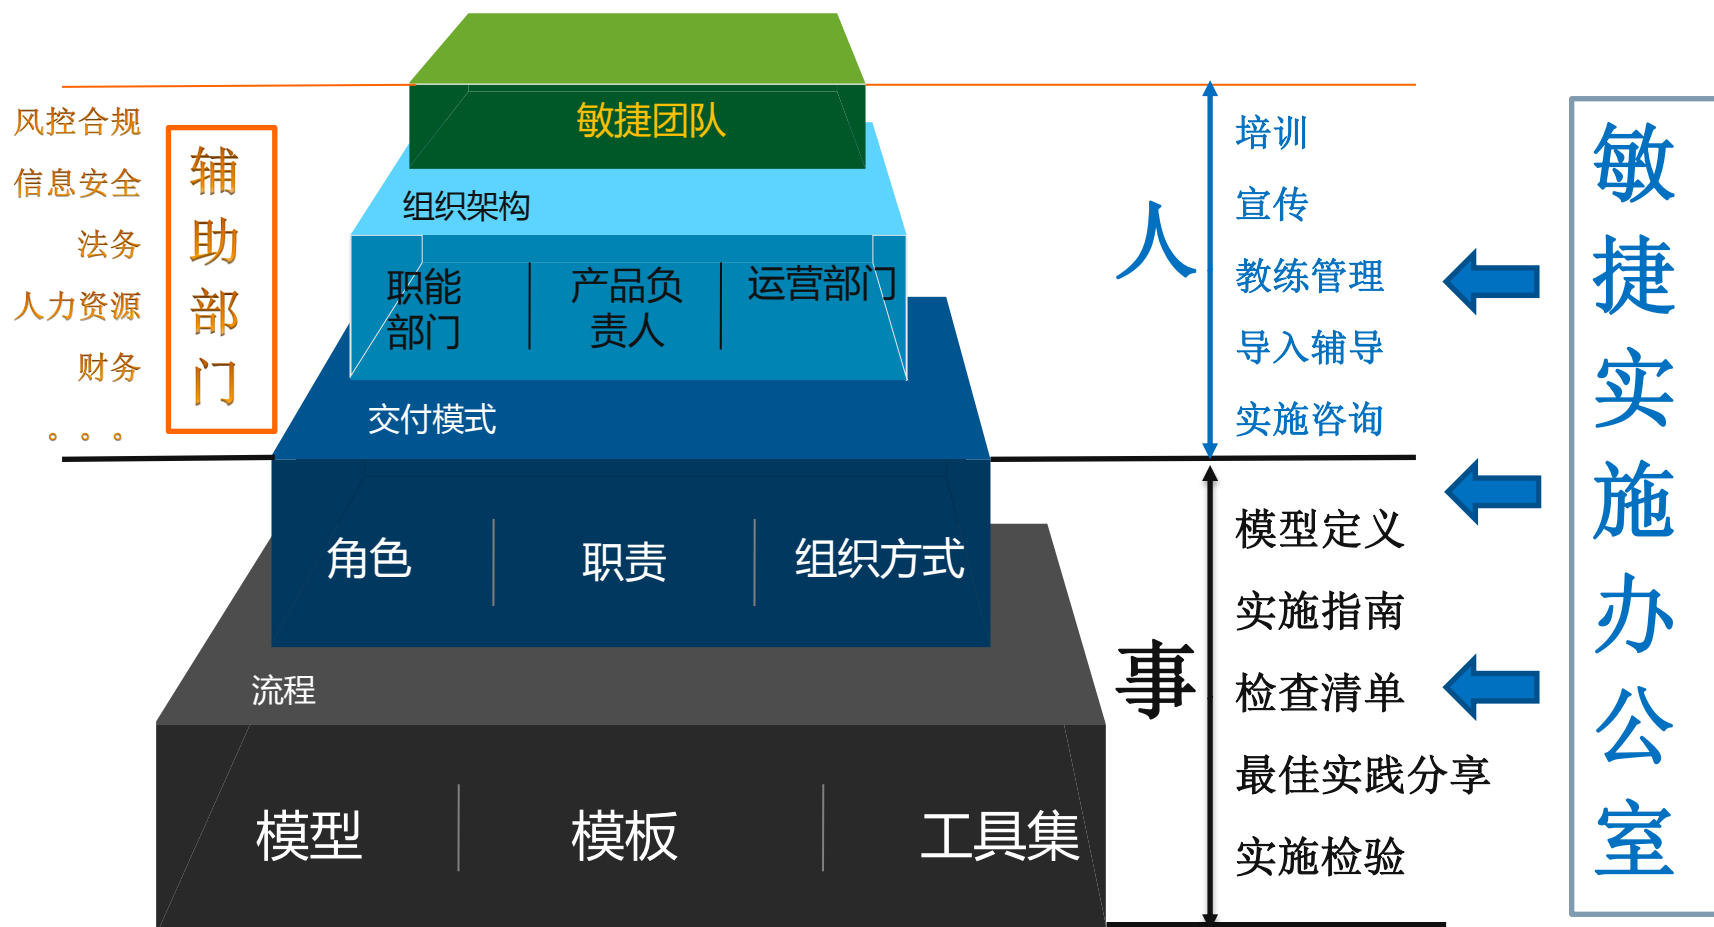 风控合规
信息安全
法务
人力资源
财务
。。。
辅助部门
敏捷团队
组织架构
职能
部门
产品负
责人
运营部门
交付模式
角色
职责
组织方式
流程
模型
模板
工具集
人
培训
宣传
教练管理
导入辅导
实施咨询
事
模型定义
实施指南
检查清单
最佳实践分享
实施检验
敏捷实施办公室